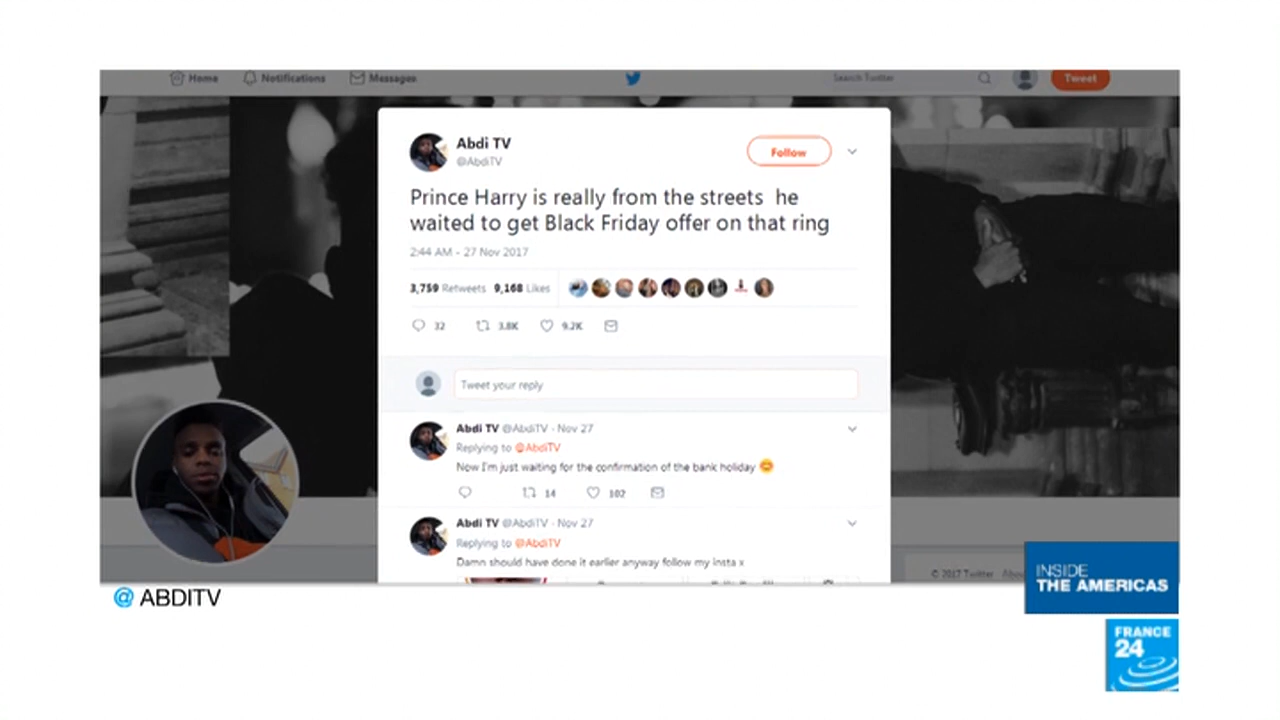 Home Notifications Messages Search Twitter Tweet
Abdi TV
@AbdiTV
Follow
Prince Harry is really from the streets he
waited to get Black Friday offer on that ring
2:44 AM - 27 Nov 2017
3,759 Retweets 9,168 Likes
32 3.8K 9.2K
Tweet your reply
Abdi TV @AbdiTV · Nov 27
Replying to @AbdiTV
Now I'm just waiting for the confirmation of the bank holiday 😊
14 102
Abdi TV @AbdiTV · Nov 27
Replying to @AbdiTV
Damn should have done it earlier anyway follow my insta x
© 2017 Twitter
@ ABDITV
INSIDE
THE AMERICAS
FRANCE
24